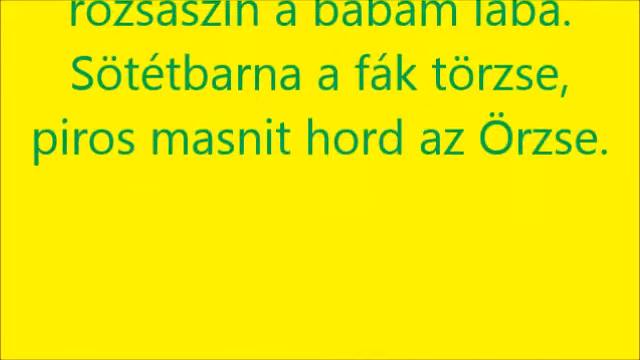 rózsaszín a babám lába.
Sötétbarna a fák törzse,
piros masnit hord az Örzse.